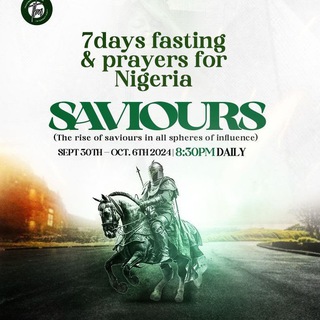 7days fasting
& prayers for
Nigeria
SAVIOURS
(The rise of saviours in all spheres of influence)
SEPT 30TH – OCT. 6TH 2024| 8:30PM DAILY